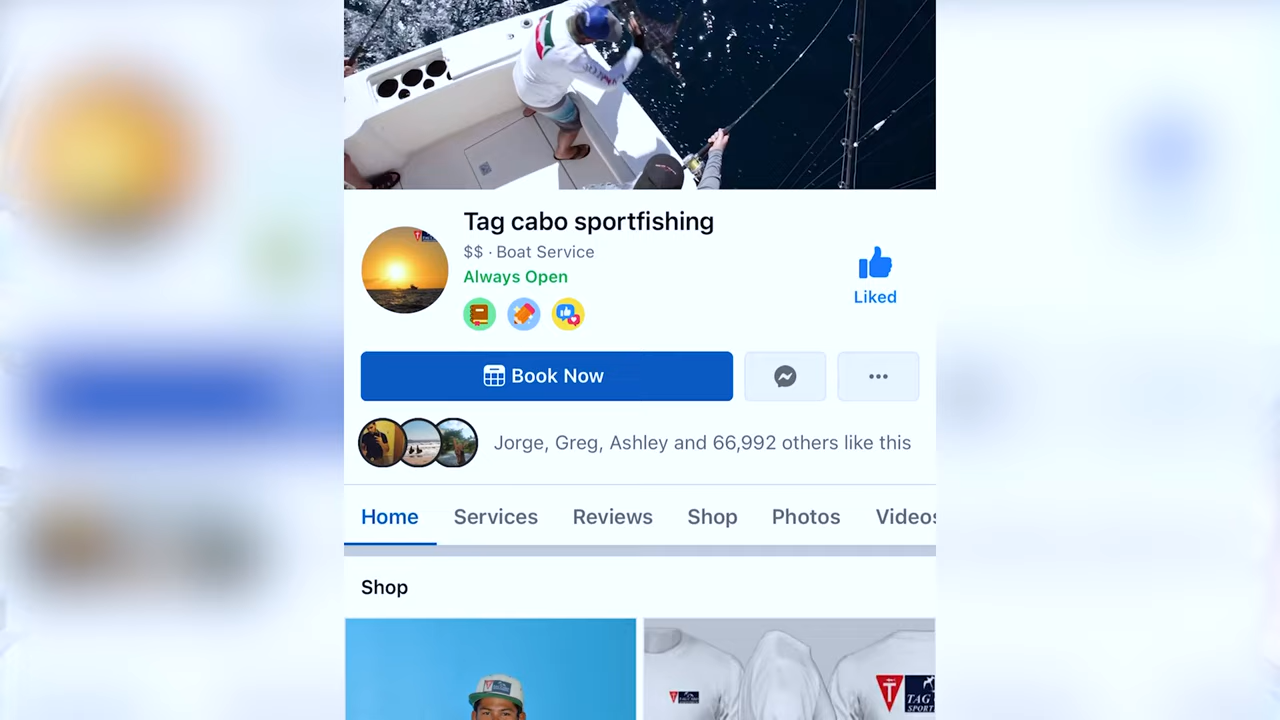 Tag cabo sportfishing
$$ · Boat Service
Always Open
Liked
Book Now
Jorge, Greg, Ashley and 66,992 others like this
Home Services Reviews Shop Photos Videos
Shop
T TAG
SPORT